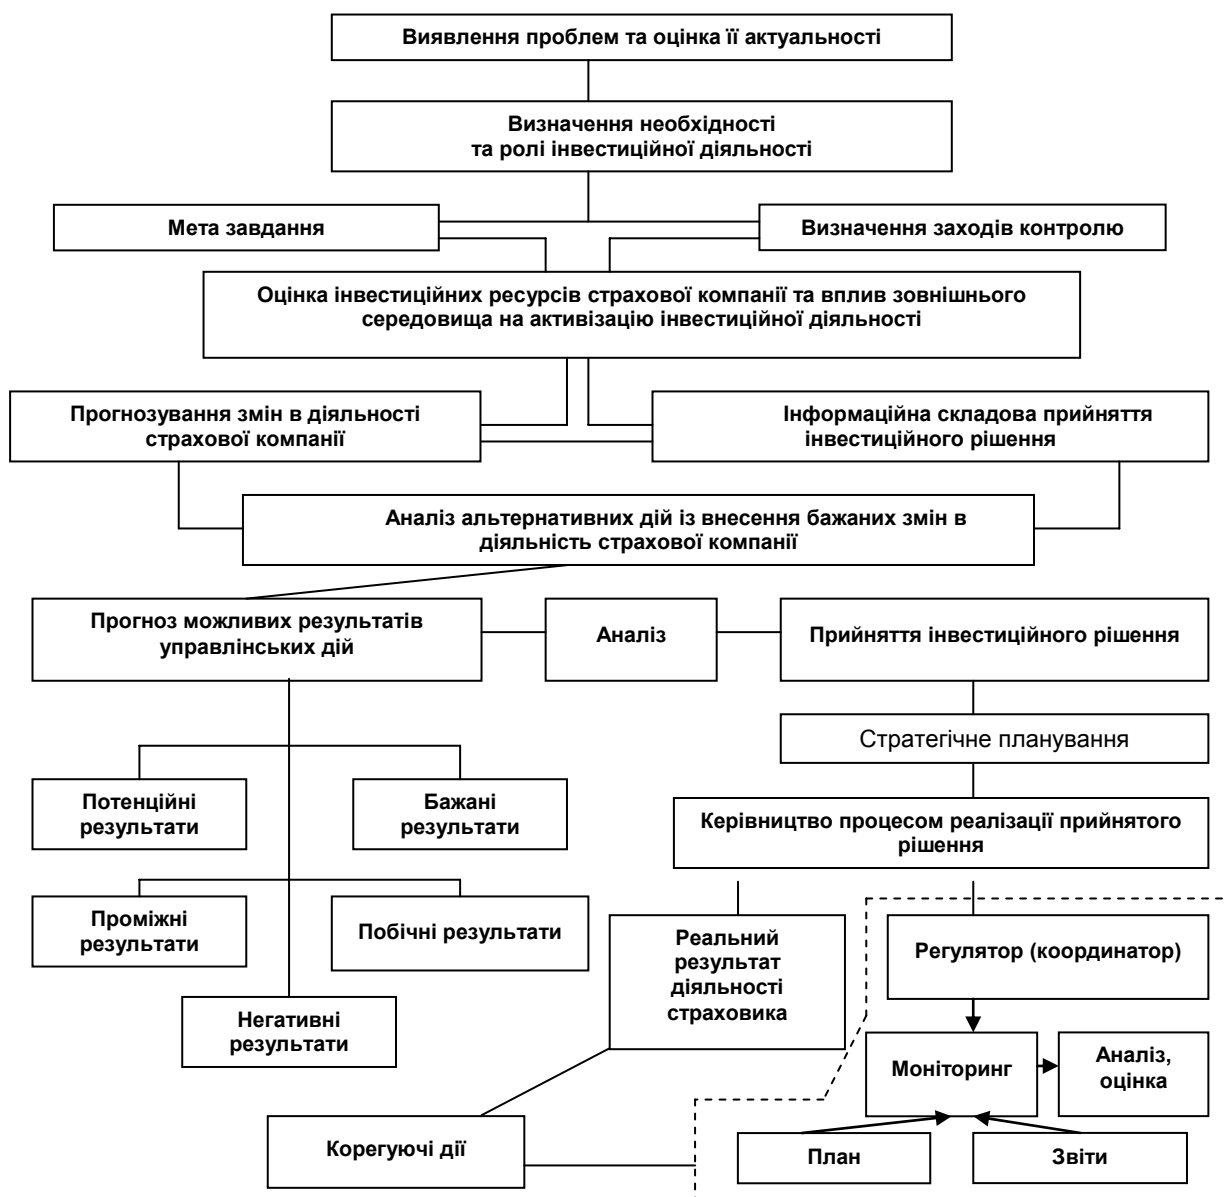 Виявлення проблем та оцінка її актуальності
Визначення необхідності
та ролі інвестиційної діяльності
Мета завдання
Визначення заходів контролю
Оцінка інвестиційних ресурсів страхової компанії та вплив зовнішнього
середовища на активізацію інвестиційної діяльності
Прогнозування змін в діяльності
страхової компанії
Інформаційна складова прийняття
інвестиційного рішення
Аналіз альтернативних дій із внесення бажаних змін в
діяльність страхової компанії
Прогноз можливих результатів
управлінських дій
Аналіз
Прийняття інвестиційного рішення
Стратегічне планування
Потенційні
результати
Бажані
результати
Керівництво процесом реалізації прийнятого
рішення
Проміжні
результати
Побічні результати
Реальний
результат
діяльності
страховика
Регулятор (координатор)
Негативні
результати
Моніторинг
Аналіз,
оцінка
Корегуючі дії
План
Звіти